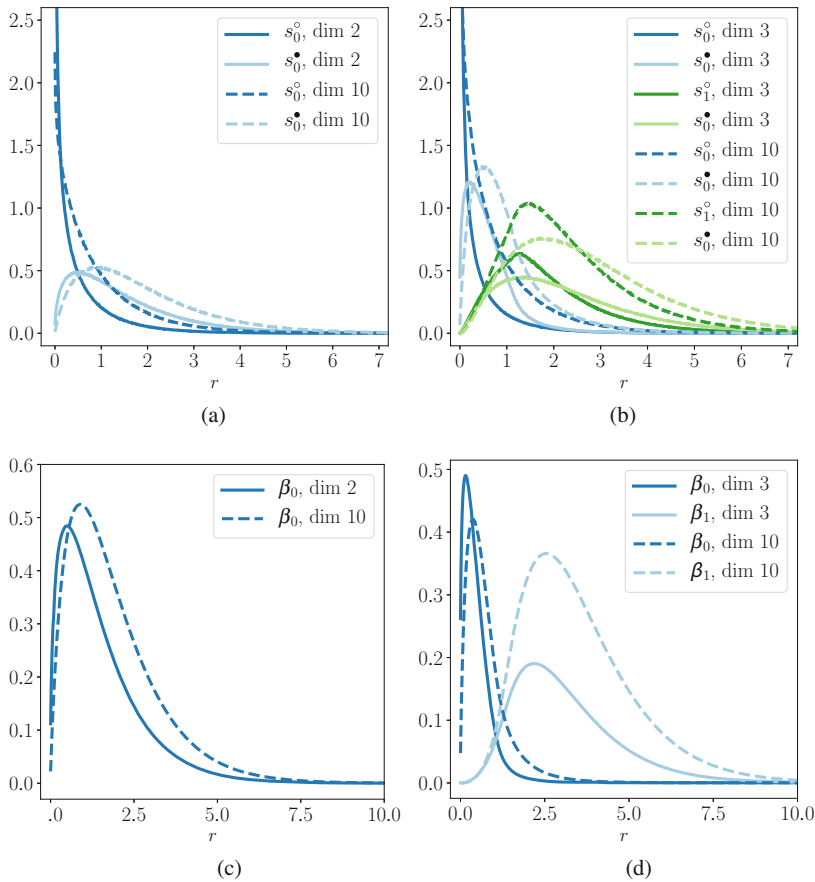 2.5
2.0
1.5
1.0
0.5
0.0
s₀°, dim 2
s₀•, dim 2
s₀°, dim 10
s₀•, dim 10
0 1 2 3 4 5 6 7
r
(a)
2.5
2.0
1.5
1.0
0.5
0.0
s₀°, dim 3
s₀•, dim 3
s₁°, dim 3
s₀•, dim 3
s₀°, dim 10
s₀•, dim 10
s₁°, dim 10
s₀•, dim 10
0 1 2 3 4 5 6 7
r
(b)
0.6
0.5
0.4
0.3
0.2
0.1
0.0
β₀, dim 2
β₀, dim 10
.0 2.5 5.0 7.5 10.0
r
(c)
0.5
0.4
0.3
0.2
0.1
0.0
β₀, dim 3
β₁, dim 3
β₀, dim 10
β₁, dim 10
.0 2.5 5.0 7.5 10.0
r
(d)